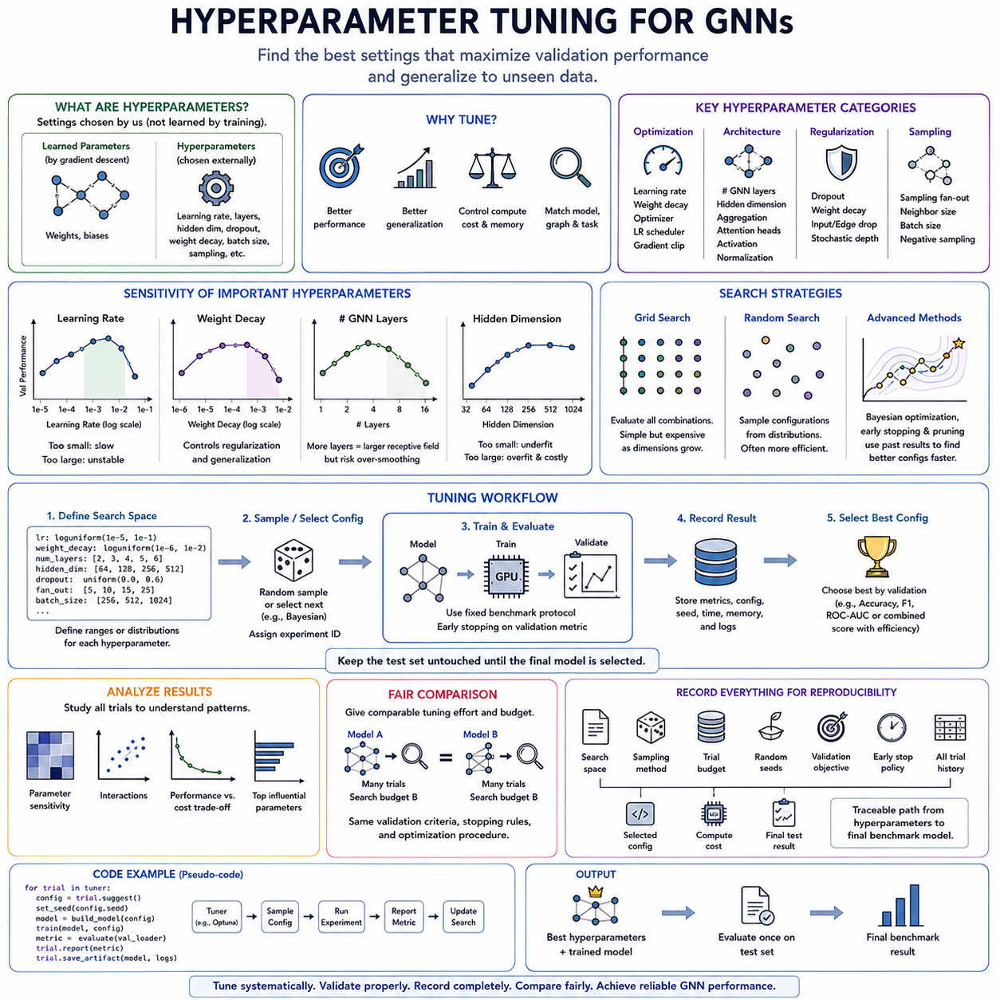 HYPERPARAMETER TUNING FOR GNNs
Find the best settings that maximize validation performance
and generalize to unseen data.
WHAT ARE HYPERPARAMETERS?
Settings chosen by us (not learned by training).
Learned Parameters
(by gradient descent)
Weights, biases
Hyperparameters
(chosen externally)
Learning rate, layers,
hidden dim, dropout,
weight decay, batch size,
sampling, etc.
WHY TUNE?
Better
performance
Better
generalization
Control compute
cost & memory
Match model,
graph & task
KEY HYPERPARAMETER CATEGORIES
Optimization
Learning rate
Weight decay
Optimizer
LR scheduler
Gradient clip
Architecture
# GNN layers
Hidden dimension
Aggregation
Attention heads
Activation
Normalization
Regularization
Dropout
Weight decay
Input/Edge drop
Stochastic depth
Sampling
Sampling fan-out
Neighbor size
Batch size
Negative sampling
SENSITIVITY OF IMPORTANT HYPERPARAMETERS
Learning Rate
Val Performance
1e-5 1e-4 1e-3 1e-2 1e-1
Learning Rate (log scale)
Too small: slow
Too large: unstable
Weight Decay
1e-6 1e-5 1e-4 1e-3 1e-2
Weight Decay (log scale)
Controls regularization
and generalization
# GNN Layers
1 2 4 8 16
# Layers
More layers = larger receptive field
but risk over-smoothing
Hidden Dimension
32 64 128 256 512 1024
Hidden Dimension
Too small: underfit
Too large: overfit & costly
SEARCH STRATEGIES
Grid Search
Evaluate all combinations.
Simple but expensive
as dimensions grow.
Random Search
Sample configurations
from distributions.
Often more efficient.
Advanced Methods
Bayesian optimization,
early stopping & pruning
use past results to find
better configs faster.
TUNING WORKFLOW
1. Define Search Space
lr: loguniform(1e-5, 1e-1)
weight_decay: loguniform(1e-6, 1e-2)
num_layers: [2, 3, 4, 5, 6]
hidden_dim: [64, 128, 256, 512]
dropout: uniform(0.0, 0.6)
fan_out: [5, 10, 15, 25]
batch_size: [256, 512, 1024]
...
Define ranges or distributions
for each hyperparameter.
2. Sample / Select Config
Random sample
or select next
(e.g., Bayesian)
Assign experiment ID
3. Train & Evaluate
Model
Train
GPU
Validate
Use fixed benchmark protocol
Early stopping on validation metric
4. Record Result
Store metrics, config,
seed, time, memory,
and logs
5. Select Best Config
Choose best by validation
(e.g., Accuracy, F1,
ROC-AUC or combined
score with efficiency)
Keep the test set untouched until the final model is selected.
ANALYZE RESULTS
Study all trials to understand patterns.
Parameter
sensitivity
Interactions
Performance vs.
cost trade-off
Top influential
parameters
FAIR COMPARISON
Give comparable tuning effort and budget.
Model A
Many trials
Search budget B
=
Model B
Many trials
Search budget B
Same validation criteria, stopping rules,
and optimization procedure.
RECORD EVERYTHING FOR REPRODUCIBILITY
Search
space
Sampling
method
Trial
budget
Random
seeds
Validation
objective
Early stop
policy
All trial
history
</>
Selected
config
Compute
cost
Final test
result
Traceable path from
hyperparameters to
final benchmark model.
CODE EXAMPLE (Pseudo-code)
for trial in tuner:
config = trial.suggest()
set_seed(config.seed)
model = build_model(config)
train(model, config)
metric = evaluate(val_loader)
trial.report(metric)
trial.save_artifact(model, logs)
Tuner
(e.g., Optuna)
Sample
Config
Run
Experiment
Report
Metric
Update
Search
OUTPUT
Best hyperparameters
+ trained model
Evaluate once on
test set
Final benchmark
result
Tune systematically. Validate properly. Record completely. Compare fairly. Achieve reliable GNN performance.